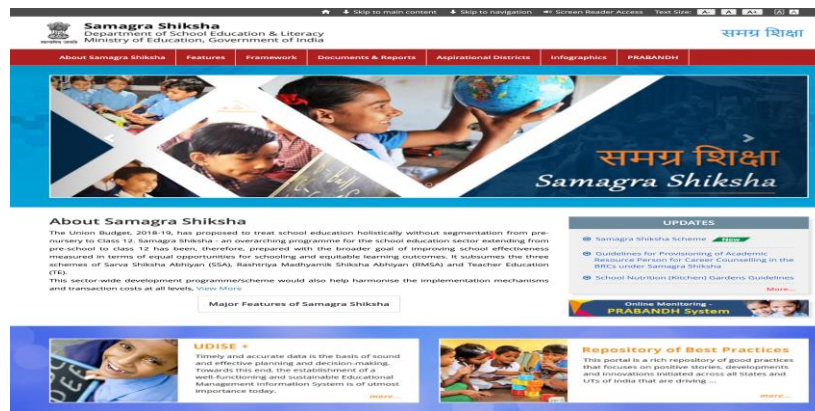 Skip to main content Skip to navigation Screen Reader Access Text Size: A- A A+ A A
Samagra Shiksha
Department of School Education & Literacy
Ministry of Education, Government of India
समग्र शिक्षा
About Samagra Shiksha Features Framework Documents & Reports Aspirational Districts Infographics PRABANDH
समग्र शिक्षा
Samagra Shiksha
About Samagra Shiksha
The Union Budget, 2018-19, has proposed to treat school education holistically without segmentation from pre-
nursery to Class 12. Samagra Shiksha - an overarching programme for the school education sector extending from
pre-school to class 12 has been, therefore, prepared with the broader goal of improving school effectiveness
measured in terms of equal opportunities for schooling and equitable learning outcomes. It subsumes the three
schemes of Sarva Shiksha Abhiyan (SSA), Rashtriya Madhyamik Shiksha Abhiyan (RMSA) and Teacher Education
(TE).
This sector-wide development programme/scheme would also help harmonise the implementation mechanisms
and transaction costs at all levels, View More
Major Features of Samagra Shiksha
UPDATES
Samagra Shiksha Scheme New
Guidelines for Provisioning of Academic
Resource Person for Career Counselling in the
BRCs under Samagra Shiksha
School Nutrition (Kitchen) Gardens Guidelines
More...
Online Monitoring -
PRABANDH System
UDISE +
Timely and accurate data is the basis of sound
and effective planning and decision-making.
Towards this end, the establishment of a
well-functioning and sustainable Educational
Management Information System is of utmost
importance today.
more...
Repository of Best Practices
This portal is a rich repository of good practices
that focuses on positive stories, developments
and innovations initiated across all States and
UTs of India that are driving ...
more...